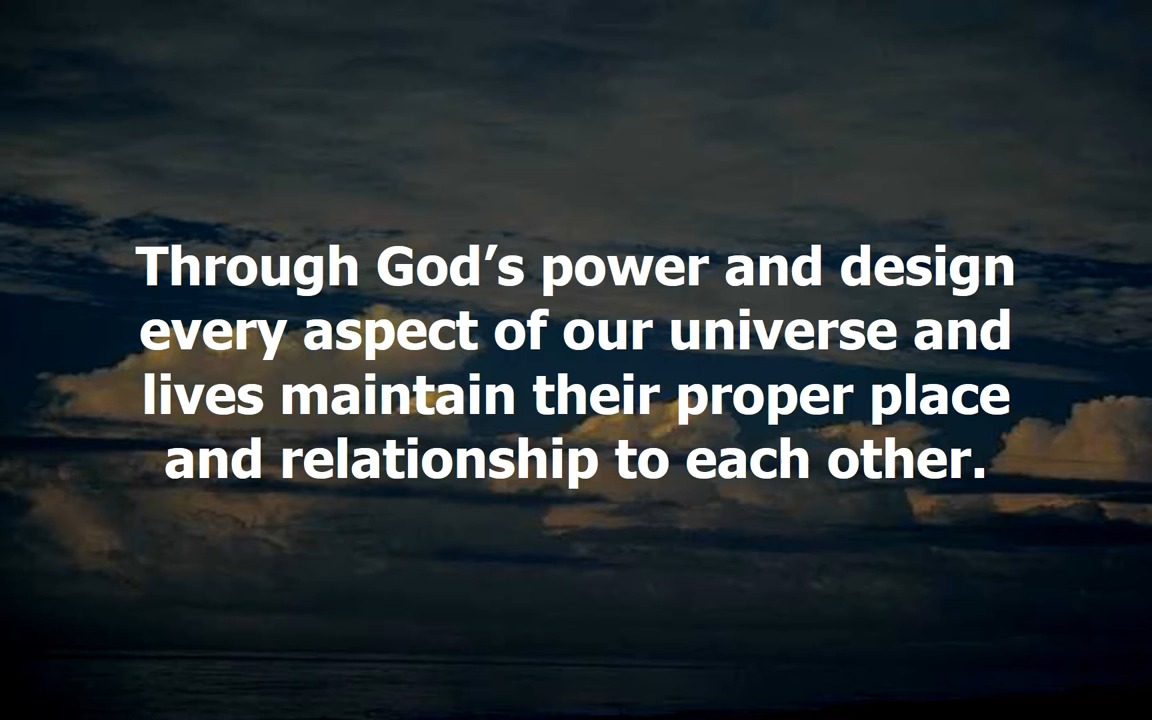 Through God’s power and design
every aspect of our universe and
lives maintain their proper place
and relationship to each other.